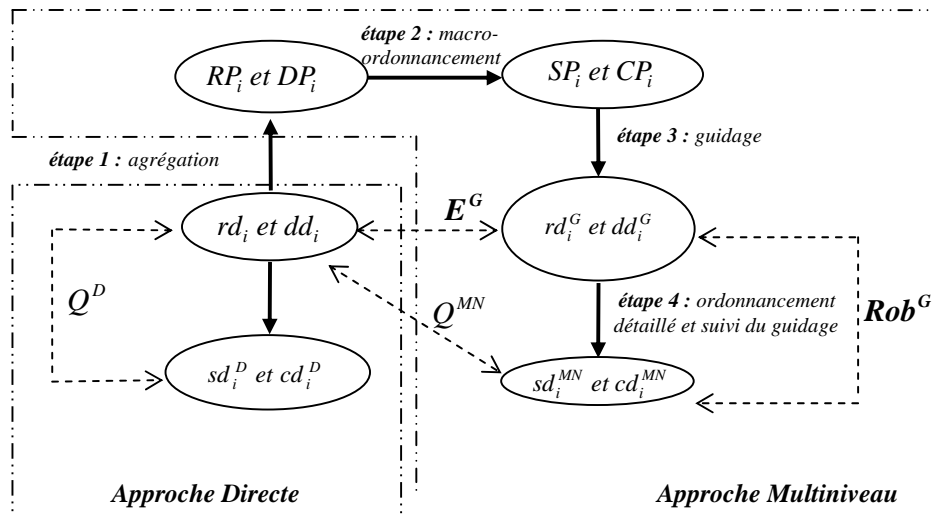 étape 2 : macro-
ordonnancement
RP_i et DP_i
SP_i et CP_i
étape 1 : agrégation
étape 3 : guidage
rd_i et dd_i
E^G
rd_i^G et dd_i^G
Q^D
Q^MN
étape 4 : ordonnancement
détaillé et suivi du guidage
Rob^G
sd_i^D et cd_i^D
sd_i^MN et cd_i^MN
Approche Directe
Approche Multiniveau